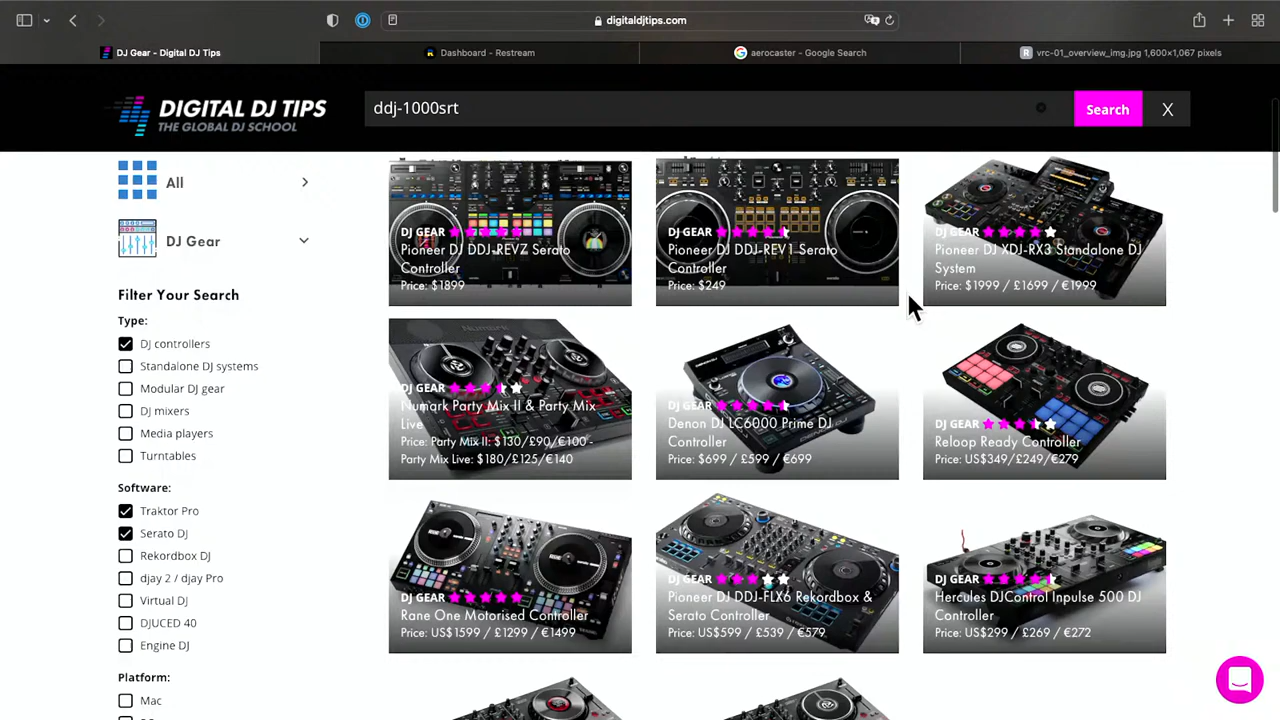 digitaldjtips.com
DJ Gear - Digital DJ Tips
Dashboard - Restream
aerocaster - Google Search
vrc-01_overview_img.jpg 1,600×1,067 pixels
DIGITAL DJ TIPS
THE GLOBAL DJ SCHOOL
ddj-1000srt
Search
X
All
DJ Gear
Filter Your Search
Type:
DJ controllers
Standalone DJ systems
Modular DJ gear
DJ mixers
Media players
Turntables
Software:
Traktor Pro
Serato DJ
Rekordbox DJ
djay 2 / djay Pro
Virtual DJ
DJUCED 40
Engine DJ
Platform:
Mac
DJ GEAR
Pioneer DJ DDJ-REV7 Serato
Controller
Price: $1899
DJ GEAR
Pioneer DJ DDJ-REV1 Serato
Controller
Price: $249
DJ GEAR
Pioneer DJ XDJ-RX3 Standalone DJ
System
Price: $1999 / £1699 / €1999
Numark
DJ GEAR
Numark Party Mix II & Party Mix
Live
Price: Party Mix II: $130/£90/€100 -
Party Mix Live: $180/£125/€140
DJ GEAR
Denon DJ LC6000 Prime DJ
Controller
Price: $699 / £599 / €699
DJ GEAR
Reloop Ready Controller
Price: US$349/£249/€279
DJ GEAR
Rane One Motorised Controller
Price: US$1599 / £1299 / €1499
DJ GEAR
Pioneer DJ DDJ-FLX6 Rekordbox &
Serato Controller
Price: US$599 / £539 / €579
DJ GEAR
Hercules DJControl Inpulse 500 DJ
Controller
Price: US$299 / £269 / €272